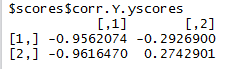 $scores$corr.Y.yscores
           [,1]       [,2]
[1,] -0.9562074 -0.2926900
[2,] -0.9616470  0.2742901